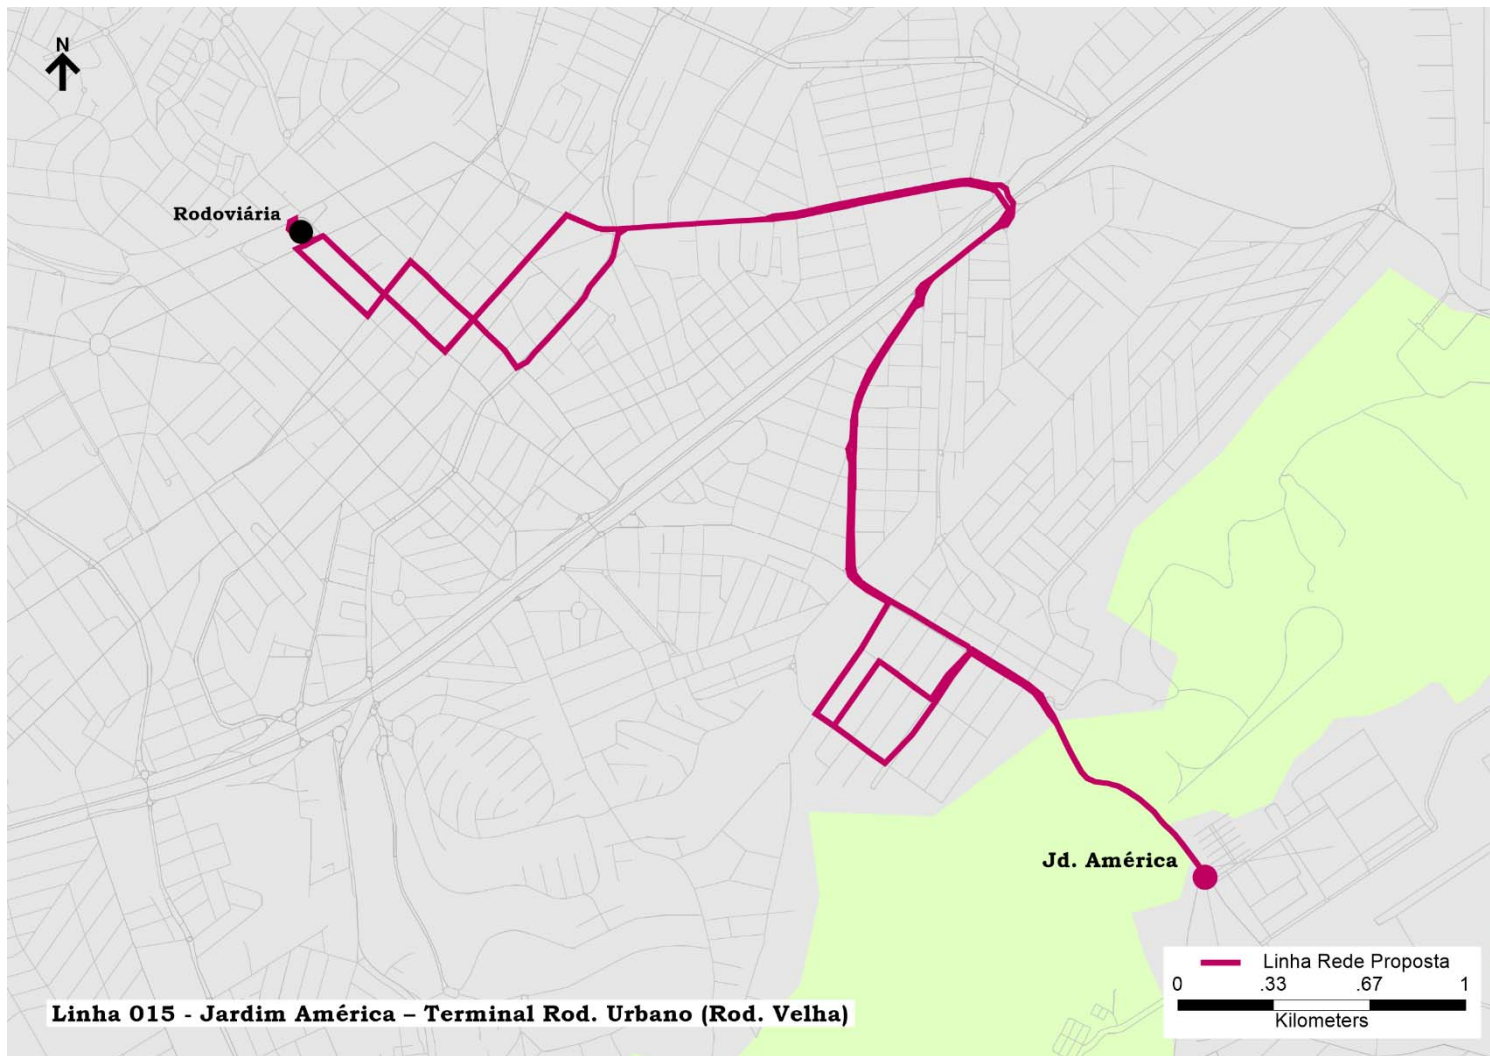 N
Rodoviária
Jd. América
Linha Rede Proposta
0 .33 .67 1
Kilometers
Linha 015 - Jardim América – Terminal Rod. Urbano (Rod. Velha)